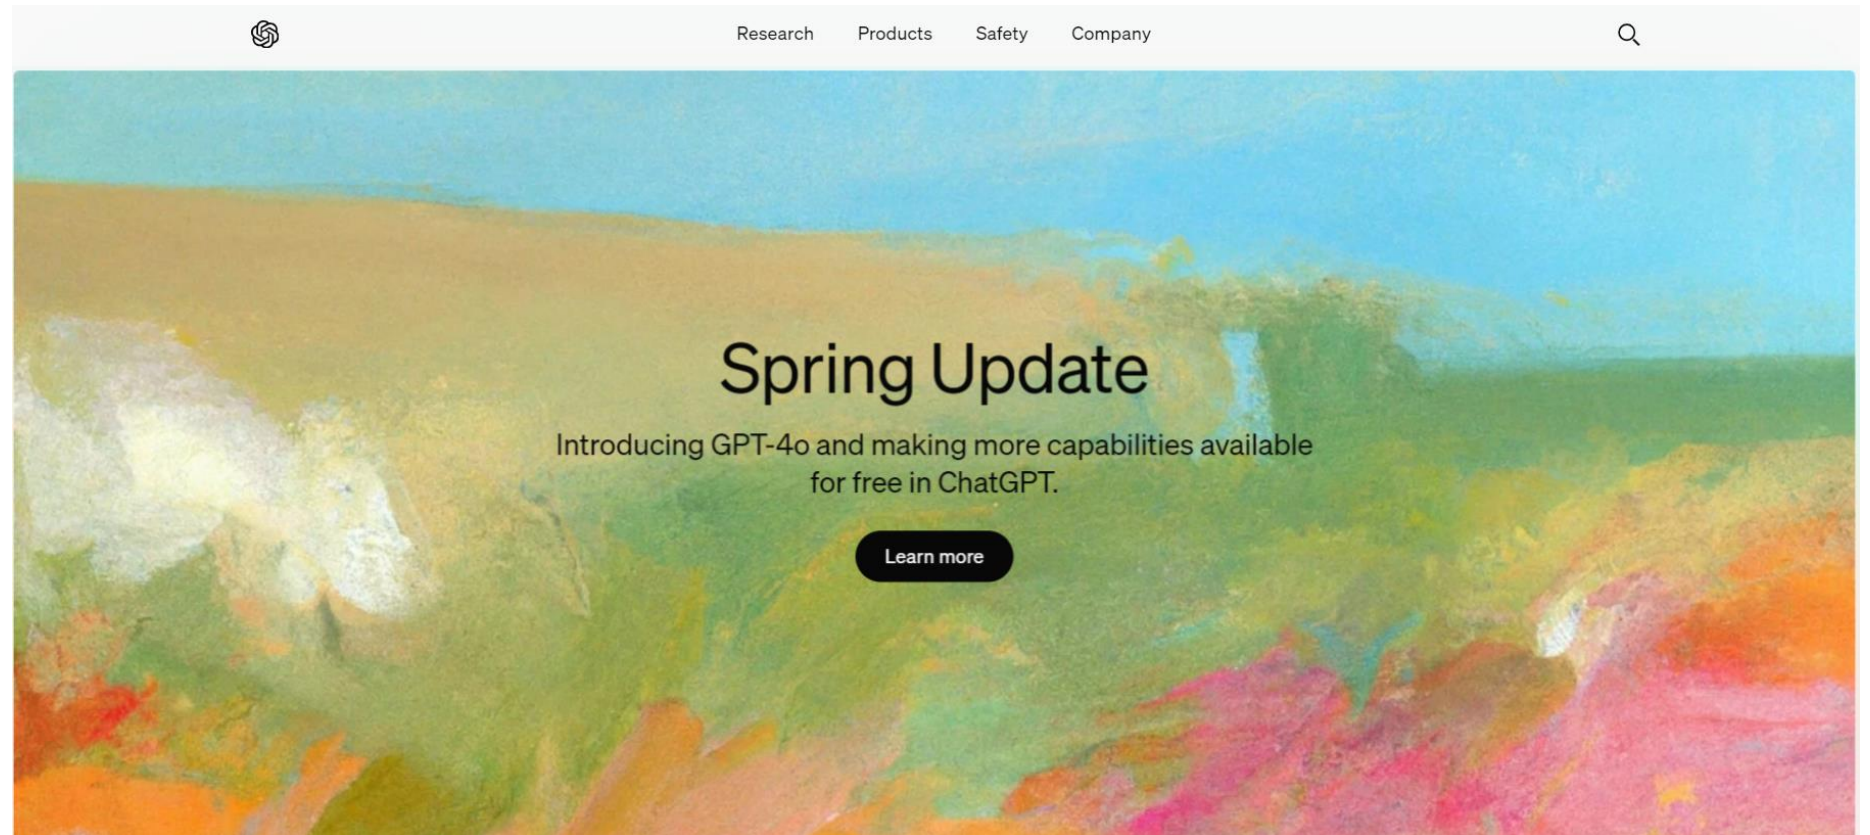 Research Products Safety Company
Spring Update
Introducing GPT-4o and making more capabilities available
for free in ChatGPT.
Learn more